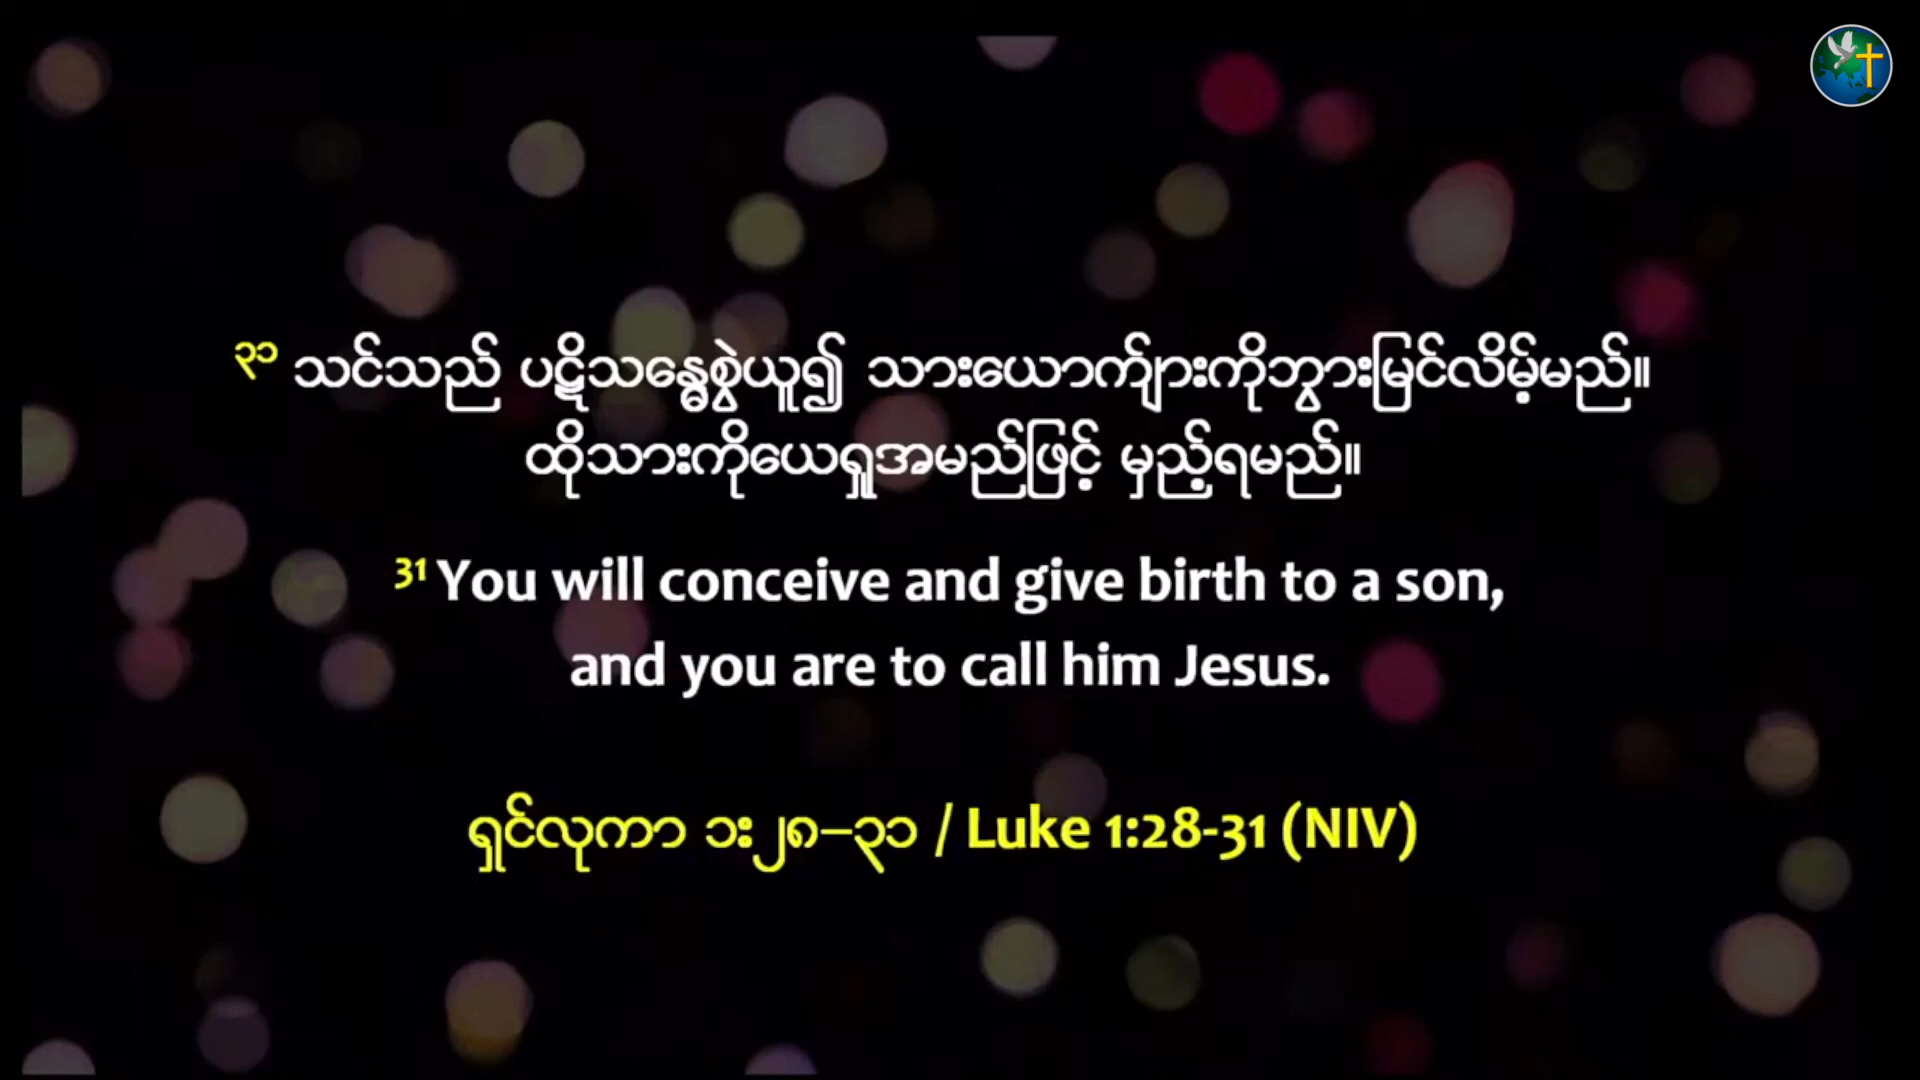 ၃၁ သင်သည် ပဋိသန္ဓေစွဲယူ၍ သားယောက်ျားကိုဘွားမြင်လိမ့်မည်။
ထိုသားကိုယေရှုအမည်ဖြင့် မှည့်ရမည်။
31 You will conceive and give birth to a son,
and you are to call him Jesus.
ရှင်လုကာ ၁း၂၈–၃၁ / Luke 1:28-31 (NIV)